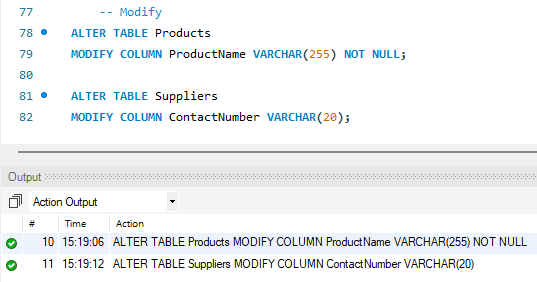 77 -- Modify
78 ALTER TABLE Products
79 MODIFY COLUMN ProductName VARCHAR(255) NOT NULL;
80
81 ALTER TABLE Suppliers
82 MODIFY COLUMN ContactNumber VARCHAR(20);
Output
Action Output
# Time Action
10 15:19:06 ALTER TABLE Products MODIFY COLUMN ProductName VARCHAR(255) NOT NULL
11 15:19:12 ALTER TABLE Suppliers MODIFY COLUMN ContactNumber VARCHAR(20)